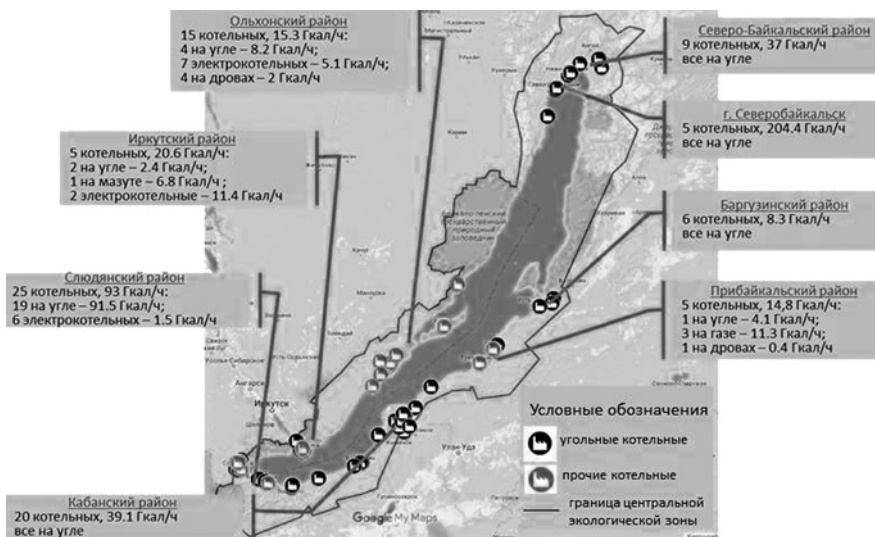 Ольхонский район
15 котельных, 15.3 Гкал/ч:
4 на угле – 8.2 Гкал/ч;
7 электрокотельных – 5.1 Гкал/ч;
4 на дровах – 2 Гкал/ч
Северо-Байкальский район
9 котельных, 37 Гкал/ч
все на угле
г. Северобайкальск
5 котельных, 204.4 Гкал/ч
все на угле
Иркутский район
5 котельных, 20.6 Гкал/ч:
2 на угле – 2.4 Гкал/ч;
1 на мазуте – 6.8 Гкал/ч ;
2 электрокотельные – 11.4 Гкал/ч
Баргузинский район
6 котельных, 8.3 Гкал/ч
все на угле
Слюдянский район
25 котельных, 93 Гкал/ч:
19 на угле – 91.5 Гкал/ч;
6 электрокотельных – 1.5 Гкал/ч
Прибайкальский район
5 котельных, 14,8 Гкал/ч:
1 на угле – 4.1 Гкал/ч;
3 на газе – 11.3 Гкал/ч;
1 на дровах – 0.4 Гкал/ч
государственный
природный
заповедник
Качуг
Ангарск
Иркутск
Улан-Удэ
Условные обозначения
угольные котельные
прочие котельные
граница центральной
экологической зоны
Кабанский район
20 котельных, 39.1 Гкал/ч
все на угле
Google My Maps